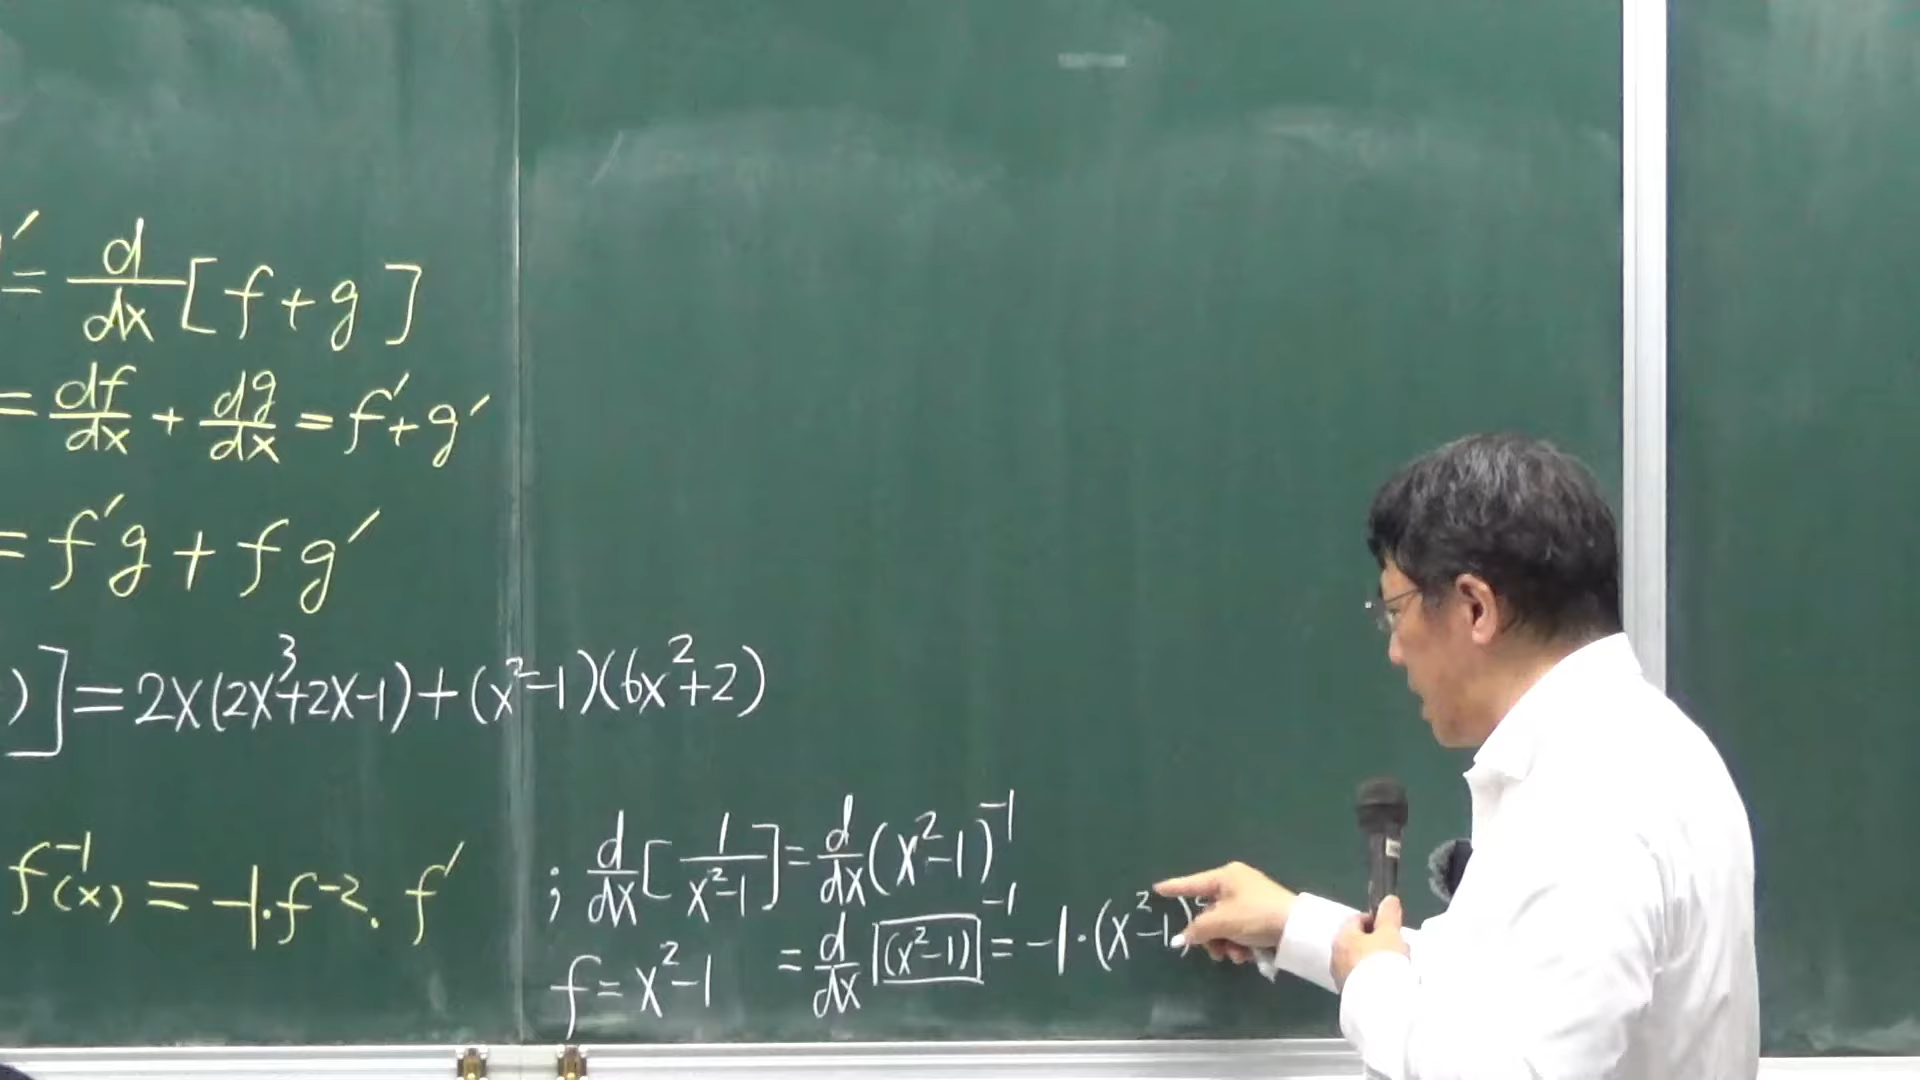 ′ = d/dx [f+g]
= df/dx + dg/dx = f′+g′
= f′g + fg′
)] = 2x(2x³+2x-1)+(x²-1)(6x²+2)
f⁻¹(x) = -1·f⁻²·f′
; d/dx [1/(x²-1)] = d/dx (x²-1)⁻¹
f = x²-1
= d/dx [(x²-1)]⁻¹ = -1·(x²-1)